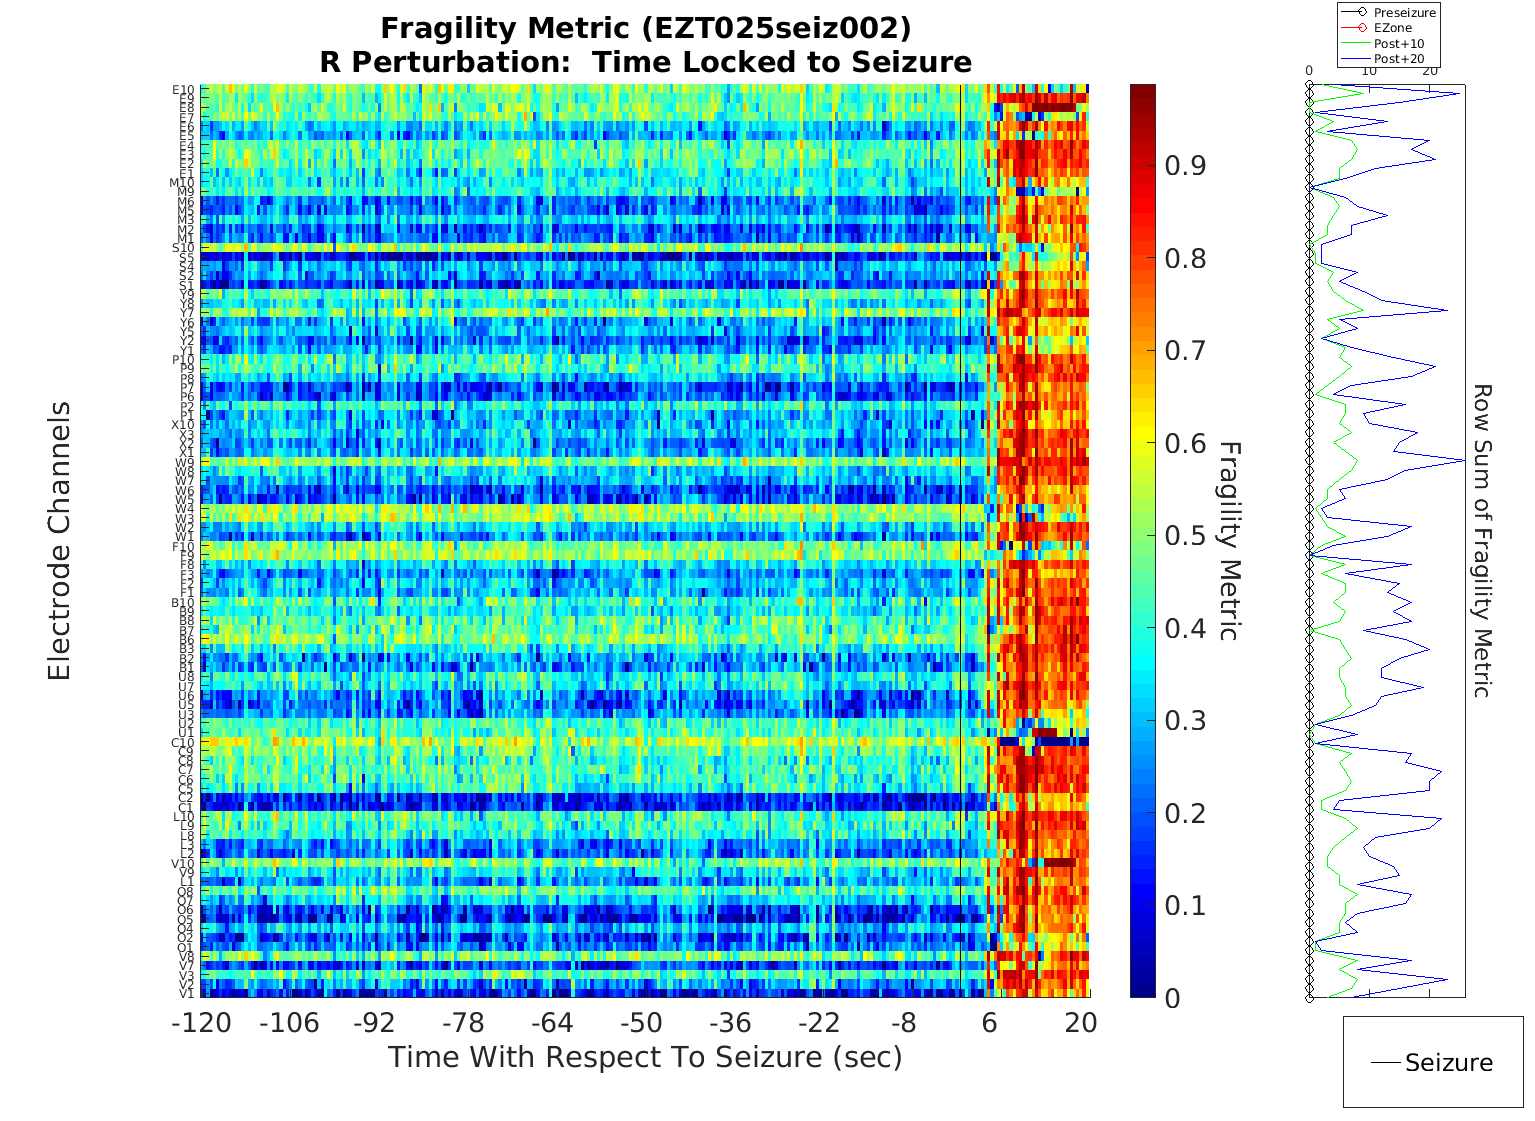 Fragility Metric (EZT025seiz002)
R Perturbation:  Time Locked to Seizure
Preseizure
EZone
Post+10
Post+20
0
10
20
E10
E9
E8
E7
E6
E5
E4
E3
E2
E1
M10
M9
M6
M5
M3
M2
M1
S10
S5
S4
S2
S1
Y9
Y8
Y7
Y6
Y5
Y2
Y1
P10
P9
P8
P7
P6
P2
P1
X10
X3
X2
X1
W9
W8
W7
W6
W5
W4
W3
W2
W1
F10
F9
F8
F3
F2
F1
B10
B9
B8
B7
B6
B3
B2
B1
U8
U7
U6
U5
U3
U2
U1
C10
C9
C8
C7
C6
C5
C2
C1
L10
L9
L8
L3
L2
V10
V9
L1
O8
O7
O6
O5
O4
O2
O1
V8
V7
V3
V2
V1
Electrode Channels
-120
-106
-92
-78
-64
-50
-36
-22
-8
6
20
Time With Respect To Seizure (sec)
0.9
0.8
0.7
0.6
0.5
0.4
0.3
0.2
0.1
0
Fragility Metric
Row Sum of Fragility Metric
Seizure